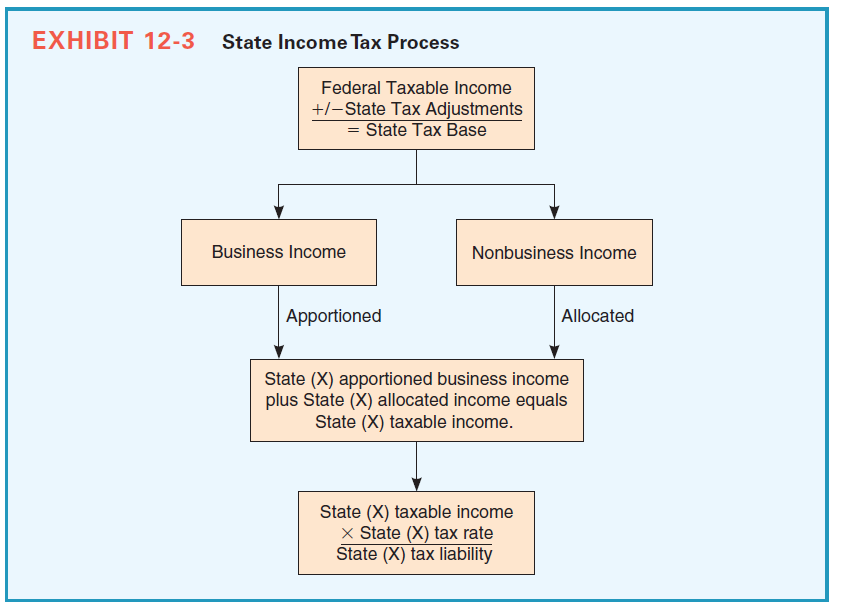 EXHIBIT 12-3 State Income Tax Process
Federal Taxable Income
+/−State Tax Adjustments
= State Tax Base
Business Income
Nonbusiness Income
Apportioned
Allocated
State (X) apportioned business income
plus State (X) allocated income equals
State (X) taxable income.
State (X) taxable income
× State (X) tax rate
State (X) tax liability